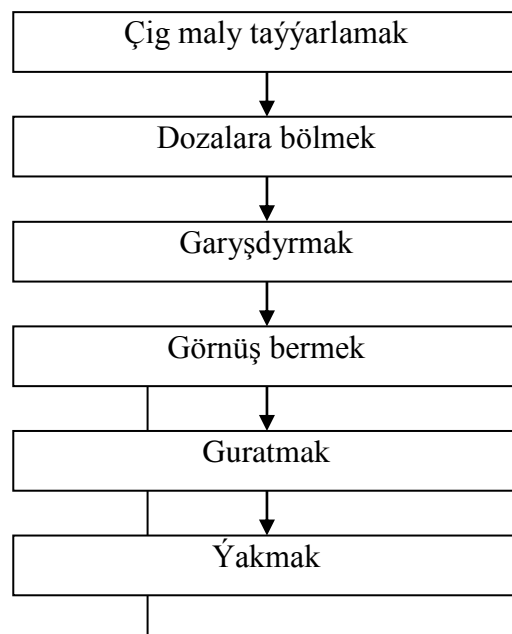 Çig maly taýýarlamak
Dozalara bölmek
Garyşdyrmak
Görnüş bermek
Guratmak
Ýakmak